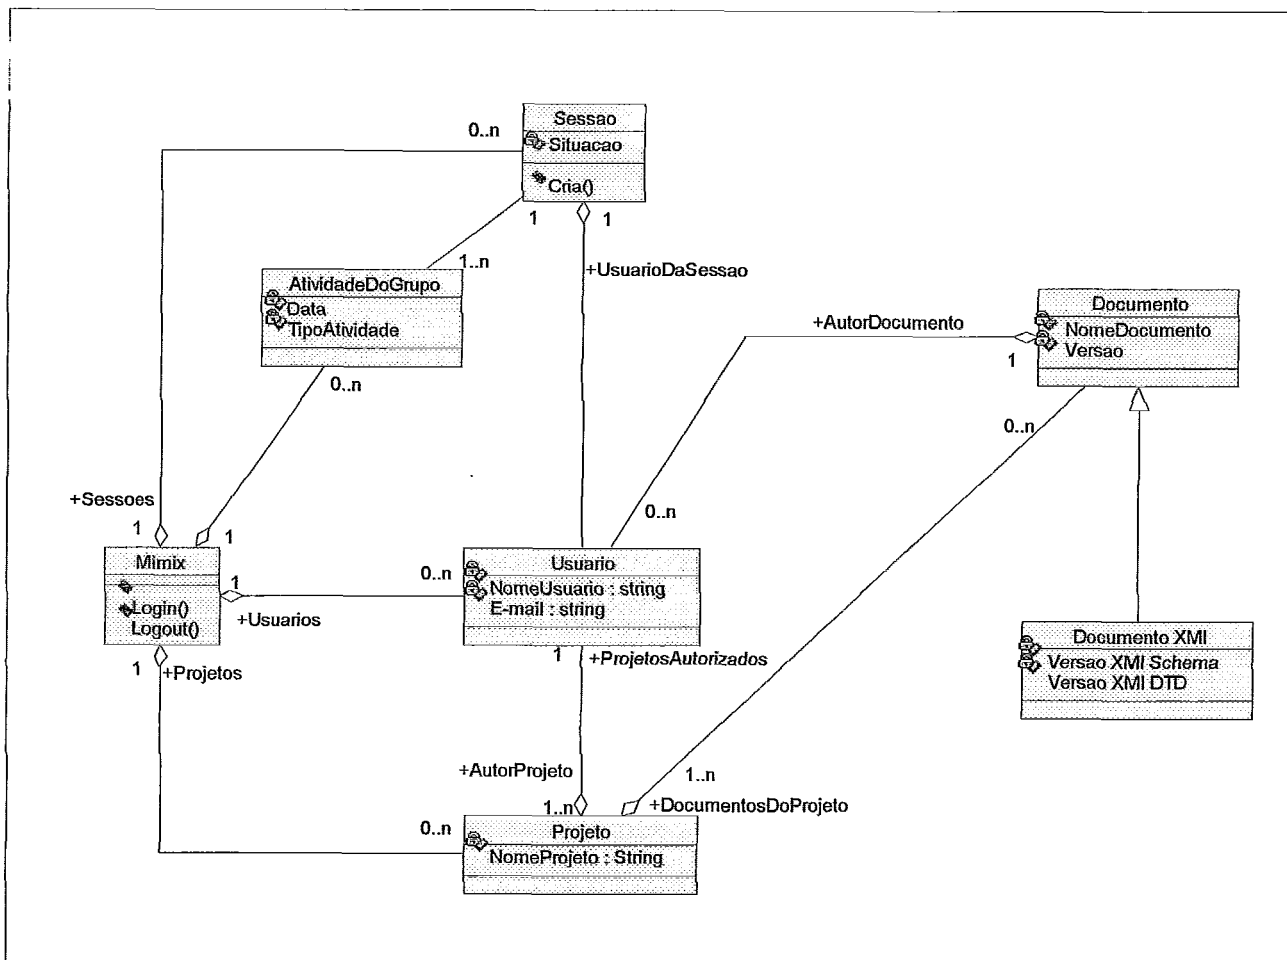 Sessao
0..n
Situacao
Cria()
1
1
1..n
+UsuarioDaSessao
AtividadeDoGrupo
Data
TipoAtividade
0..n
Documento
NomeDocumento
Versao
+AutorDocumento
1
0..n
+Sessoes
1
1
0..n
Mimix
Login()
Logout()
1
+Usuarios
0..n
Usuario
NomeUsuario : string
E-mail : string
Documento XMI
Versao XMI Schema
Versao XMI DTD
1
+Projetos
1
+ProjetosAutorizados
+AutorProjeto
1..n
1..n
+DocumentosDoProjeto
0..n
Projeto
NomeProjeto : String